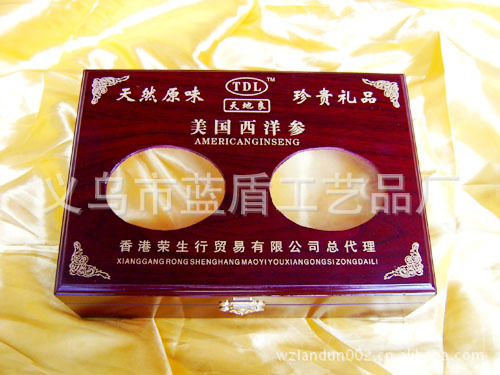 TDL TM
天然原味 天地良 珍贵礼品
美国西洋参
AMERICANGINSENG
义乌市蓝盾工艺品厂
香港荣生行贸易有限公司总代理
XIANGGANG RONG SHENGHANG MAOYI YOUXIANGONGSI ZONGDAILI
wzlandun002.cn.alibaba.com